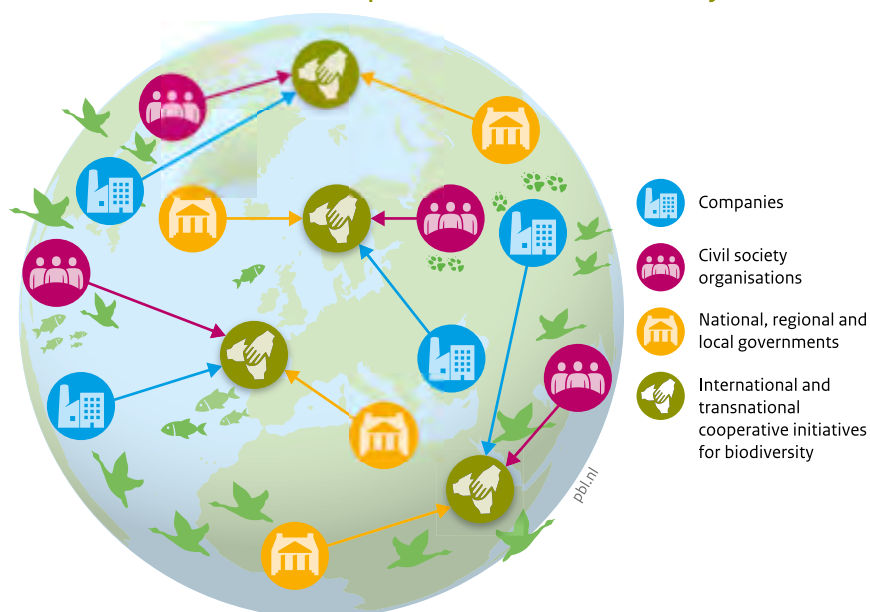 Companies
Civil society
organisations
National, regional and
local governments
International and
transnational
cooperative initiatives
for biodiversity
pbl.nl